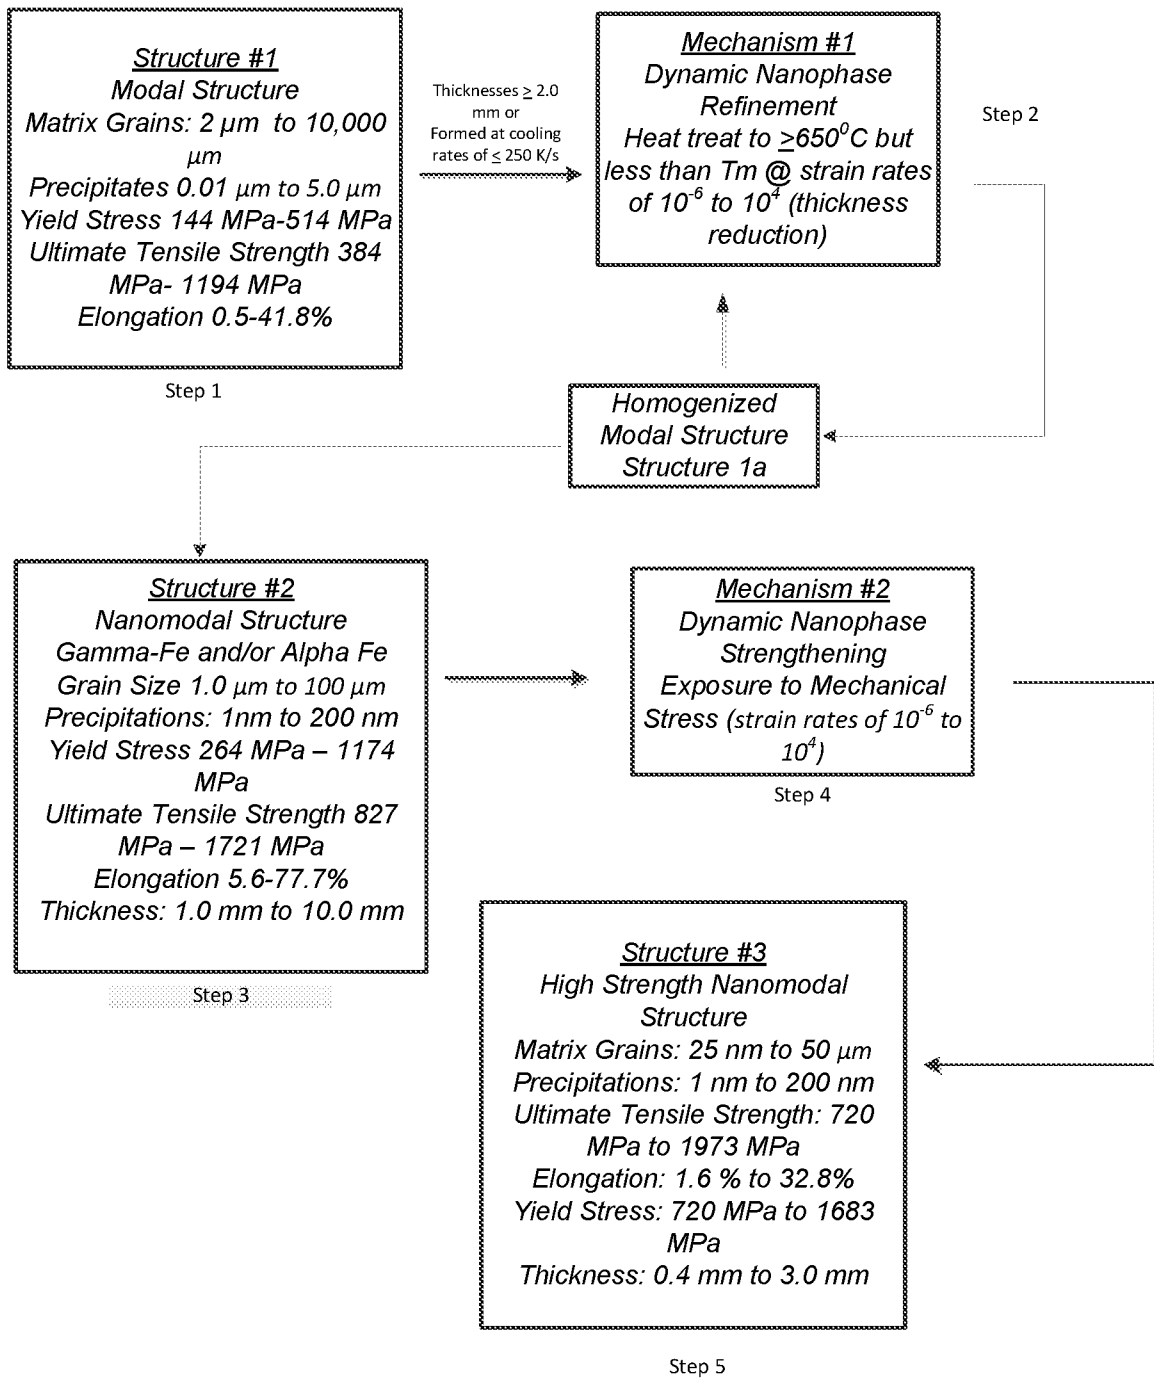 Structure #1
Modal Structure
Matrix Grains: 2 µm to 10,000
µm
Precipitates 0.01 µm to 5.0 µm
Yield Stress 144 MPa-514 MPa
Ultimate Tensile Strength 384
MPa- 1194 MPa
Elongation 0.5-41.8%
Step 1
Thicknesses ≥ 2.0
mm or
Formed at cooling
rates of ≤ 250 K/s
Mechanism #1
Dynamic Nanophase
Refinement
Heat treat to ≥650⁰C but
less than Tm @ strain rates
of 10⁻⁶ to 10⁴ (thickness
reduction)
Step 2
Homogenized
Modal Structure
Structure 1a
Structure #2
Nanomodal Structure
Gamma-Fe and/or Alpha Fe
Grain Size 1.0 µm to 100 µm
Precipitations: 1nm to 200 nm
Yield Stress 264 MPa – 1174
MPa
Ultimate Tensile Strength 827
MPa – 1721 MPa
Elongation 5.6-77.7%
Thickness: 1.0 mm to 10.0 mm
Step 3
Mechanism #2
Dynamic Nanophase
Strengthening
Exposure to Mechanical
Stress (strain rates of 10⁻⁶ to
10⁴)
Step 4
Structure #3
High Strength Nanomodal
Structure
Matrix Grains: 25 nm to 50 µm
Precipitations: 1 nm to 200 nm
Ultimate Tensile Strength: 720
MPa to 1973 MPa
Elongation: 1.6 % to 32.8%
Yield Stress: 720 MPa to 1683
MPa
Thickness: 0.4 mm to 3.0 mm
Step 5